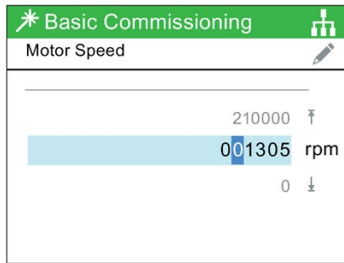 Basic Commissioning
Motor Speed
210000
001305 rpm
0